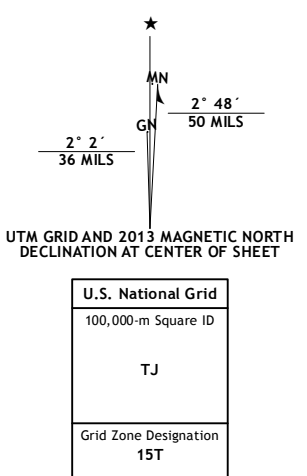 ★
MN
GN
2° 48´
50 MILS
2° 2´
36 MILS
UTM GRID AND 2013 MAGNETIC NORTH
DECLINATION AT CENTER OF SHEET
U.S. National Grid
100,000-m Square ID
TJ
Grid Zone Designation
15T